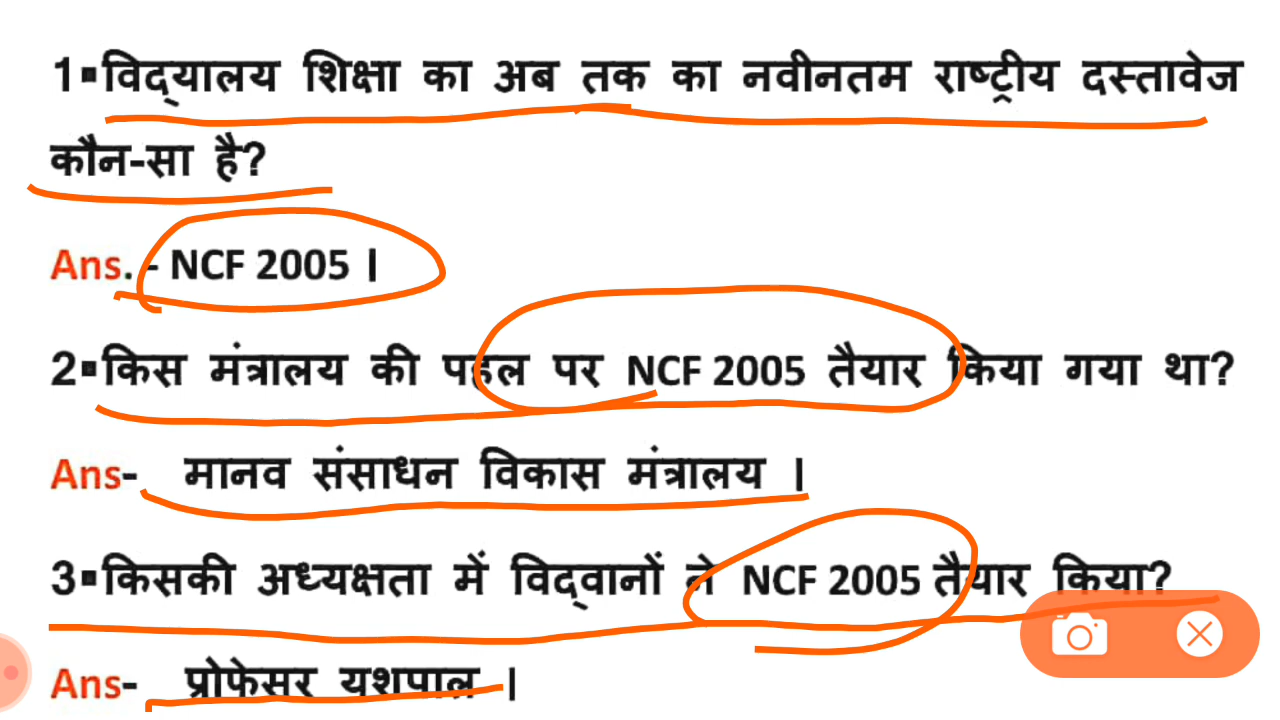 1▪विद्यालय शिक्षा का अब तक का नवीनतम राष्ट्रीय दस्तावेज
कौन-सा है?
Ans. - NCF 2005 ।
2▪किस मंत्रालय की पहल पर NCF 2005 तैयार किया गया था?
Ans- मानव संसाधन विकास मंत्रालय ।
3▪किसकी अध्यक्षता में विद्वानों ने NCF 2005 तैयार किया?
Ans- प्रोफेसर यशपाल ।